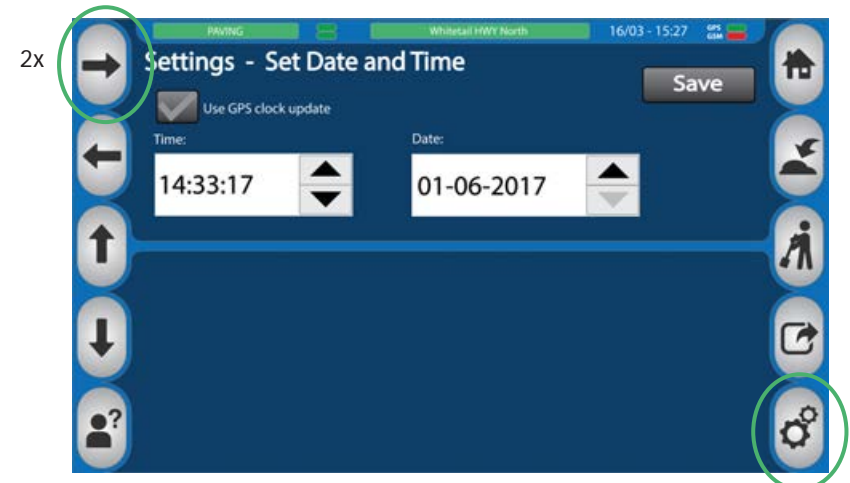 PAVING Whitetail HWY North 16/03 - 15:27 GPS
GSM
2x
Settings - Set Date and Time
Save
Use GPS clock update
Time: Date:
14:33:17 01-06-2017
?